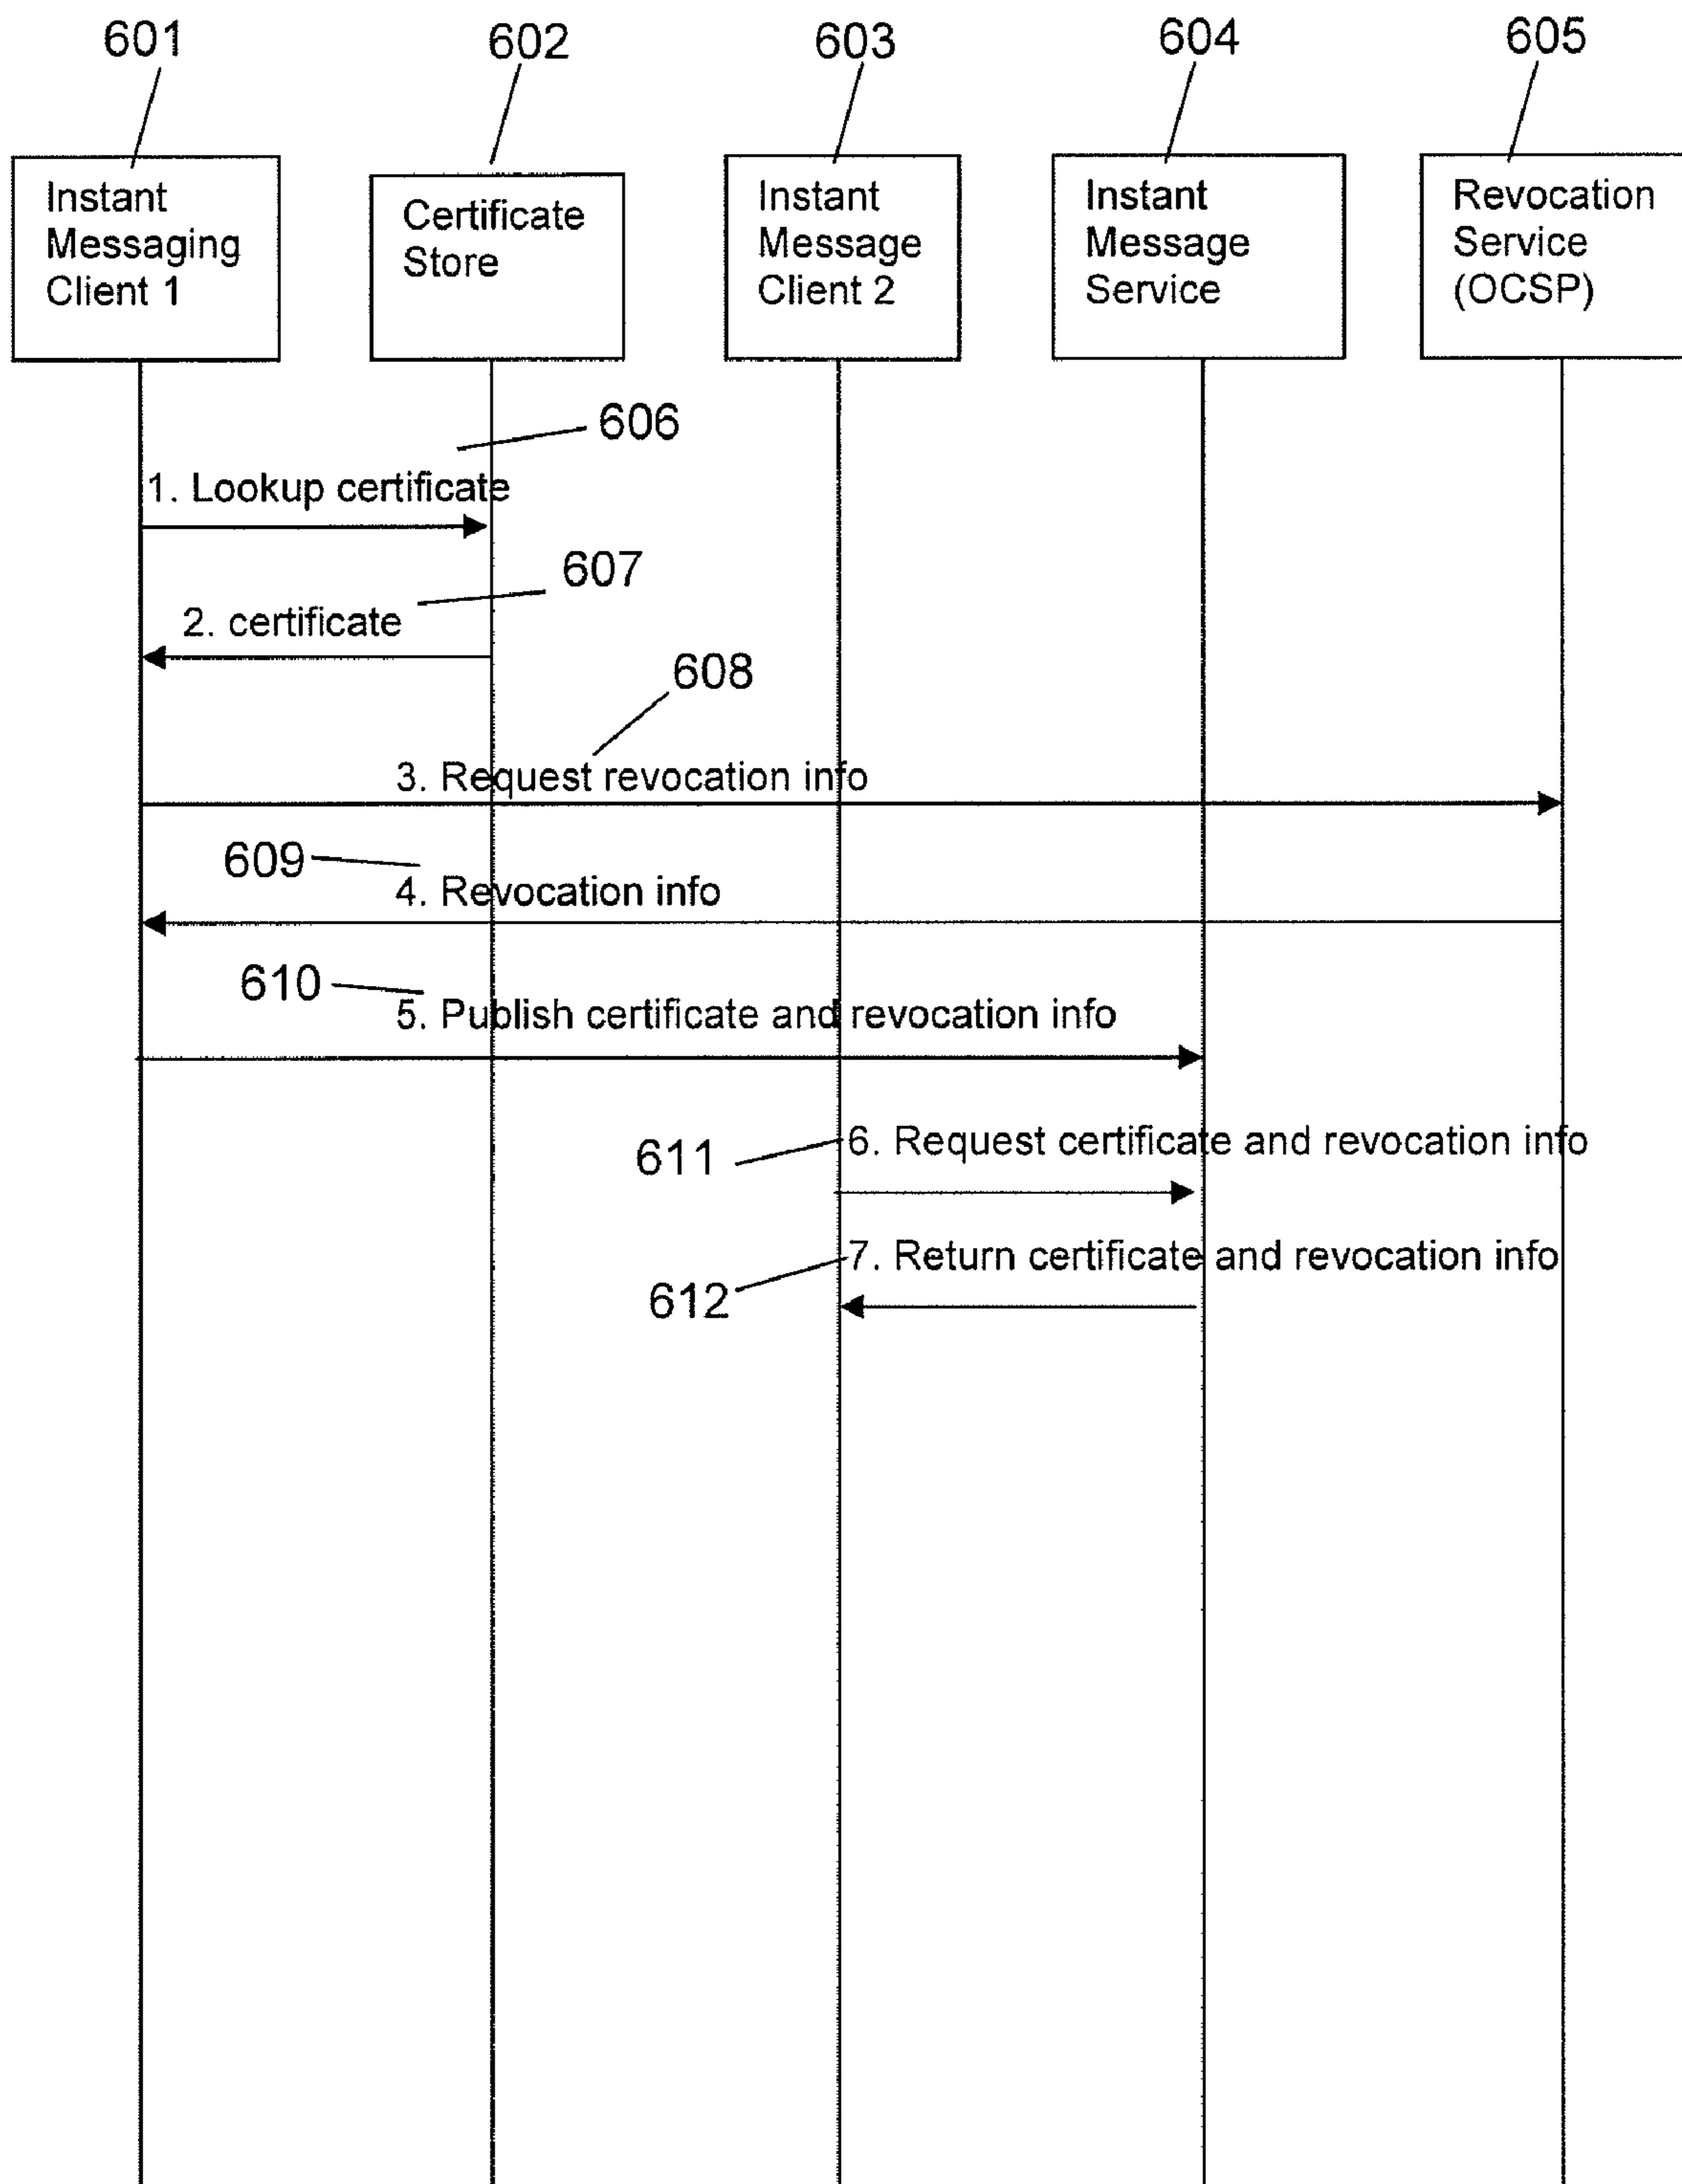 601
602
603
604
605
Instant
Messaging
Client 1
Certificate
Store
Instant
Message
Client 2
Instant
Message
Service
Revocation
Service
(OCSP)
606
1. Lookup certificate
607
2. certificate
608
3. Request revocation info
609
4. Revocation info
610
5. Publish certificate and revocation info
611
6. Request certificate and revocation info
7. Return certificate and revocation info
612